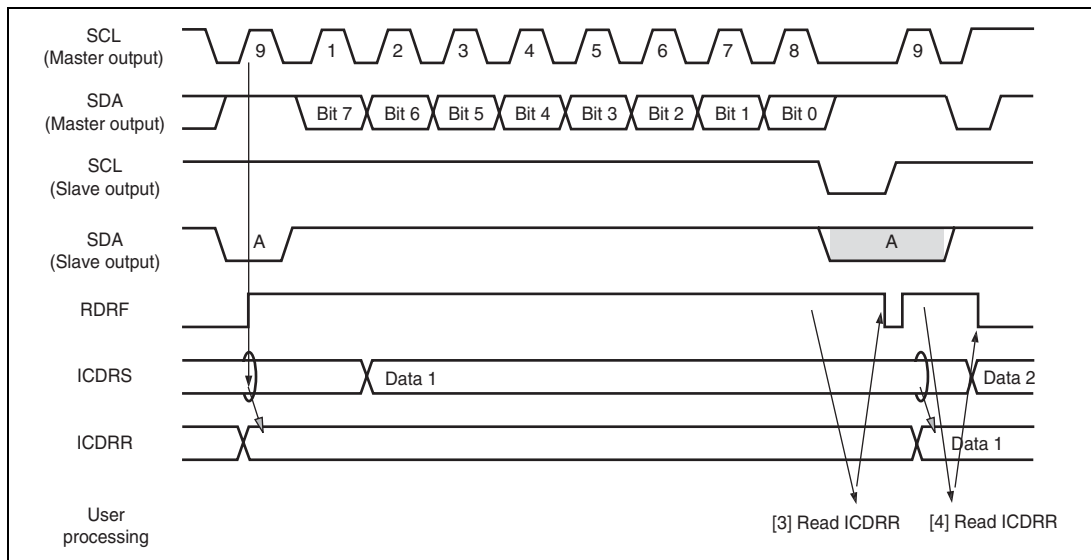 SCL
(Master output)
9 1 2 3 4 5 6 7 8 9
SDA
(Master output)
Bit 7 Bit 6 Bit 5 Bit 4 Bit 3 Bit 2 Bit 1 Bit 0
SCL
(Slave output)
SDA
(Slave output)
A A
RDRF
ICDRS
Data 1 Data 2
ICDRR
Data 1
User
processing
[3] Read ICDRR [4] Read ICDRR